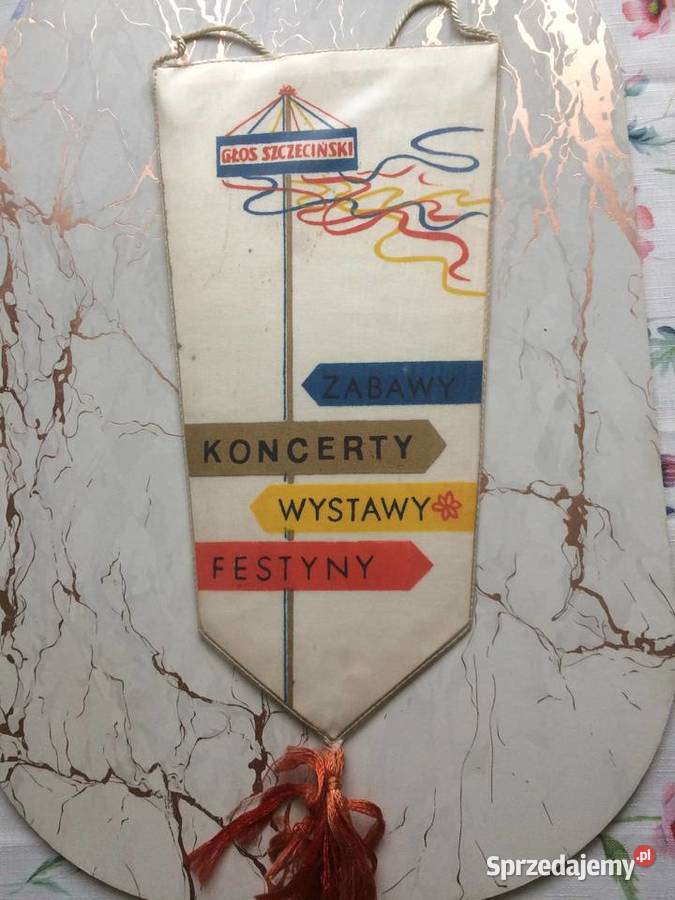 GŁOS SZCZECIŃSKI
ZABAWY
KONCERTY
WYSTAWY
FESTYNY
Sprzedajemy.pl